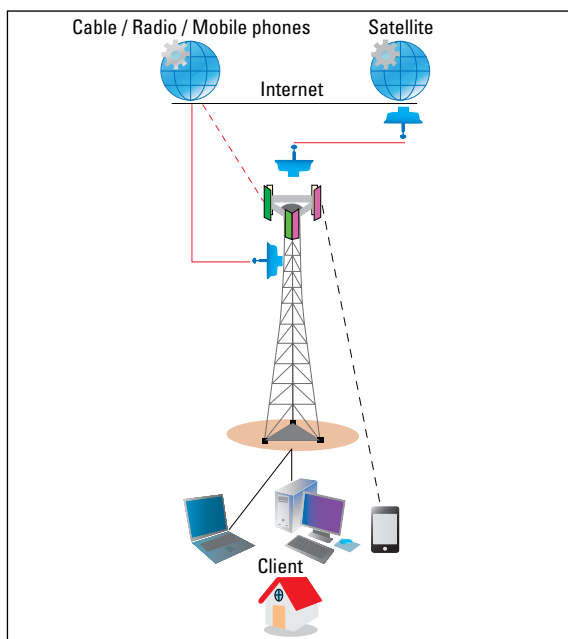 Cable / Radio / Mobile phones
Satellite
Internet
Client